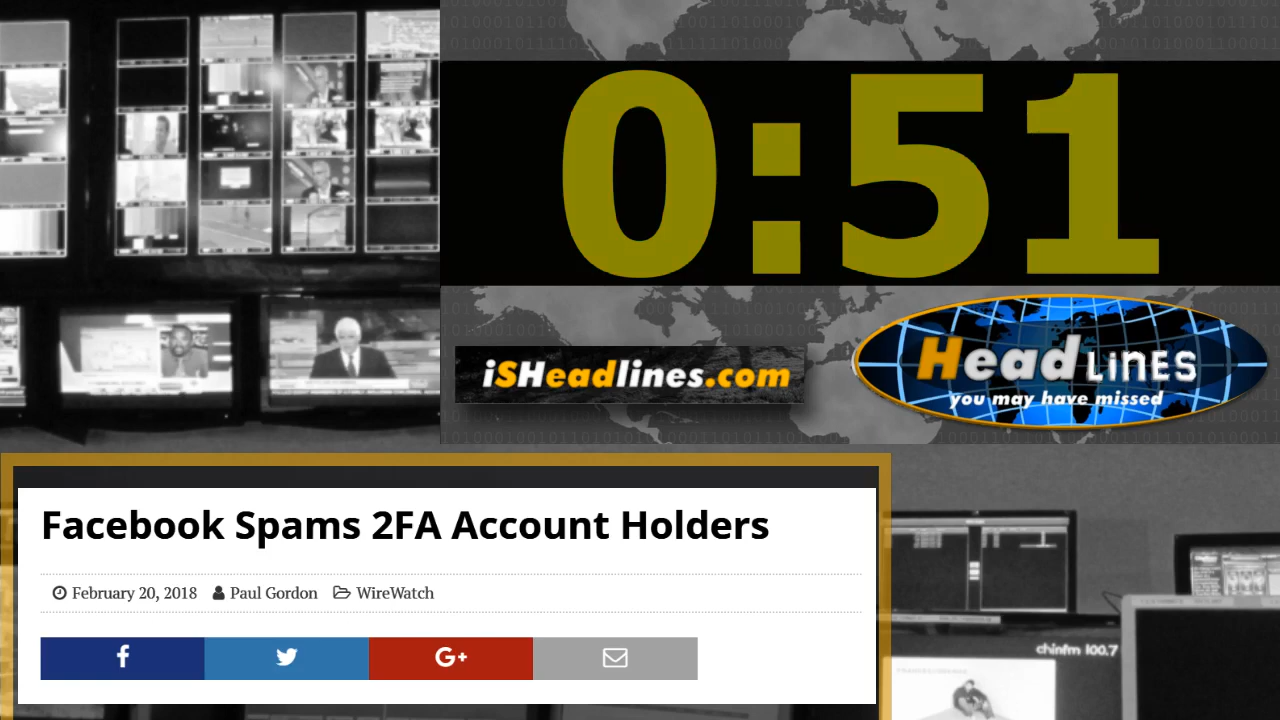 0:51
iSHeadlines.com
HeadLINES
you may have missed
Facebook Spams 2FA Account Holders
February 20, 2018 Paul Gordon WireWatch
G+
chinfm 100.7